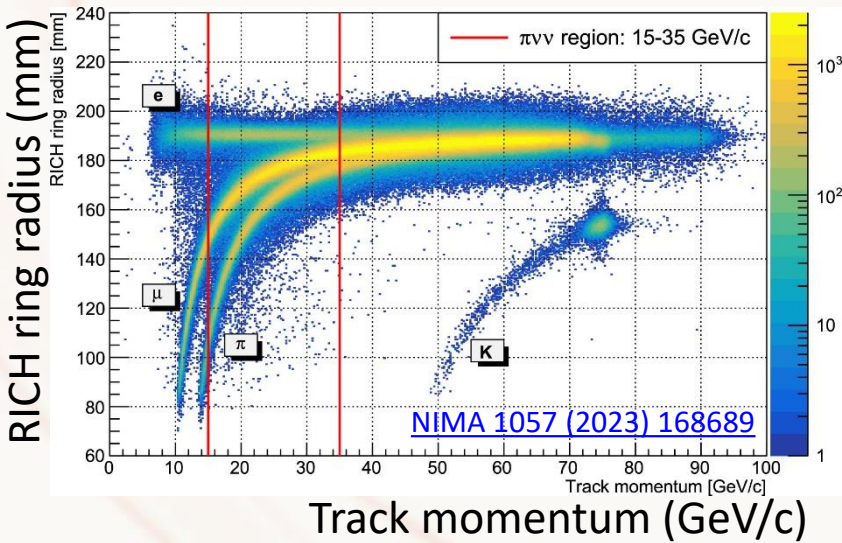 RICH ring radius (mm)
RICH ring radius [mm]
240
220
200
180
160
140
120
100
80
60
πνν region: 15-35 GeV/c
e
μ
π
K
NIMA 1057 (2023) 168689
10³
10²
10
1
0 10 20 30 40 50 60 70 80 90 100
Track momentum [GeV/c]
Track momentum (GeV/c)